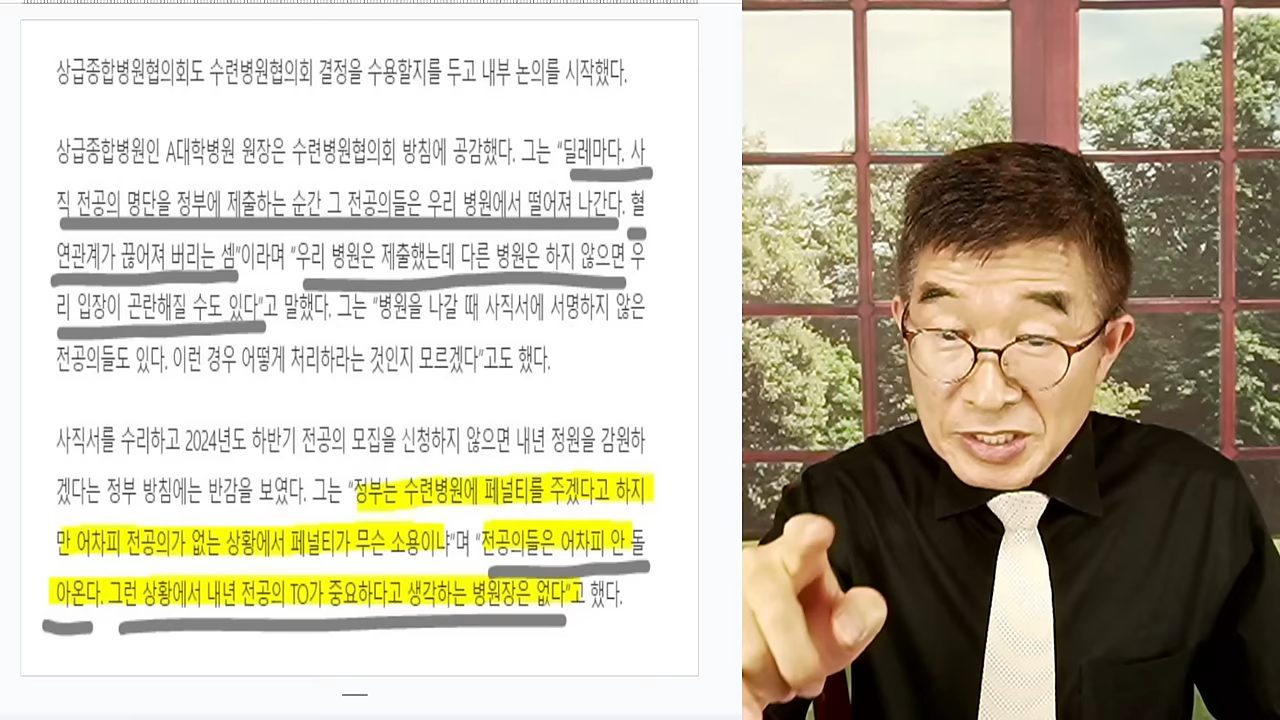 상급종합병원협의회도 수련병원협의회 결정을 수용할지를 두고 내부 논의를 시작했다.
상급종합병원인 A대학병원 원장은 수련병원협의회 방침에 공감했다. 그는 “딜레마다. 사
직 전공의 명단을 정부에 제출하는 순간 그 전공의들은 우리 병원에서 떨어져 나간다. 혈
연관계가 끊어져 버리는 셈”이라며 “우리 병원은 제출했는데 다른 병원은 하지 않으면 우
리 입장이 곤란해질 수도 있다”고 말했다. 그는 “병원을 나갈 때 사직서에 서명하지 않은
전공의들도 있다. 이런 경우 어떻게 처리하라는 것인지 모르겠다”고도 했다.
사직서를 수리하고 2024년도 하반기 전공의 모집을 신청하지 않으면 내년 정원을 감원하
겠다는 정부 방침에는 반감을 보였다. 그는 “정부는 수련병원에 페널티를 주겠다고 하지
만 어차피 전공의가 없는 상황에서 페널티가 무슨 소용이냐”며 “전공의들은 어차피 안 돌
아온다. 그런 상황에서 내년 전공의 TO가 중요하다고 생각하는 병원장은 없다”고 했다.